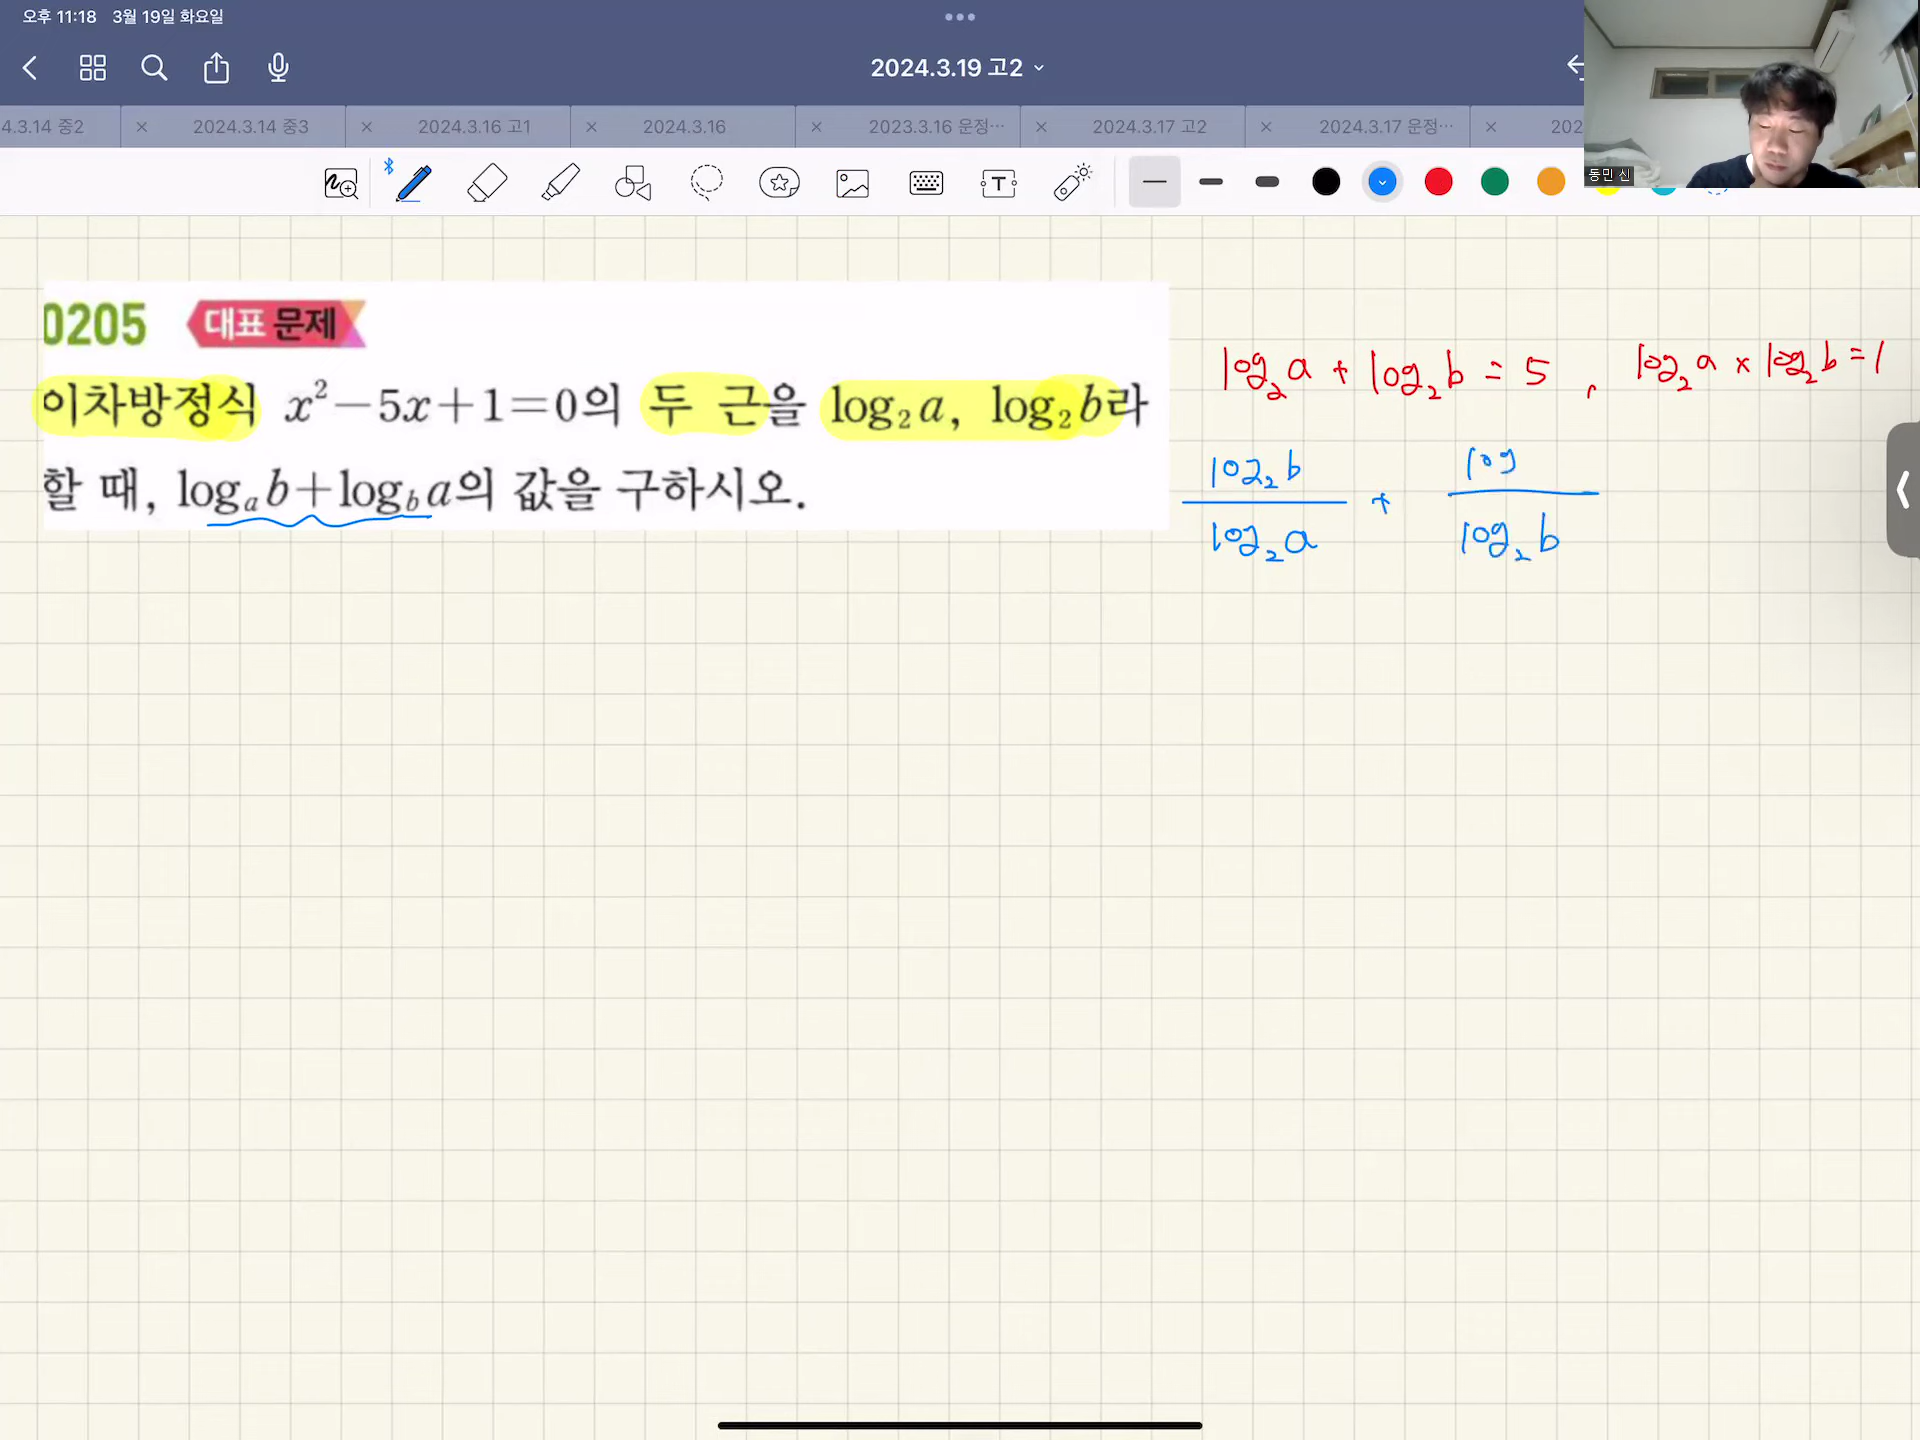 오후 11:18 3월 19일 화요일
2024.3.19 고2
4.3.14 중2
2024.3.14 중3
2024.3.16 고1
2024.3.16
2023.3.16 운정…
2024.3.17 고2
2024.3.17 운정…
202
T
동민 신
0205 대표 문제
이차방정식 x²−5x+1=0의 두 근을 log₂a, log₂b라
할 때, logₐb+log_b a의 값을 구하시오.
log₂a + log₂b = 5 , log₂a × log₂b = 1
log₂b log
+
log₂a log₂b